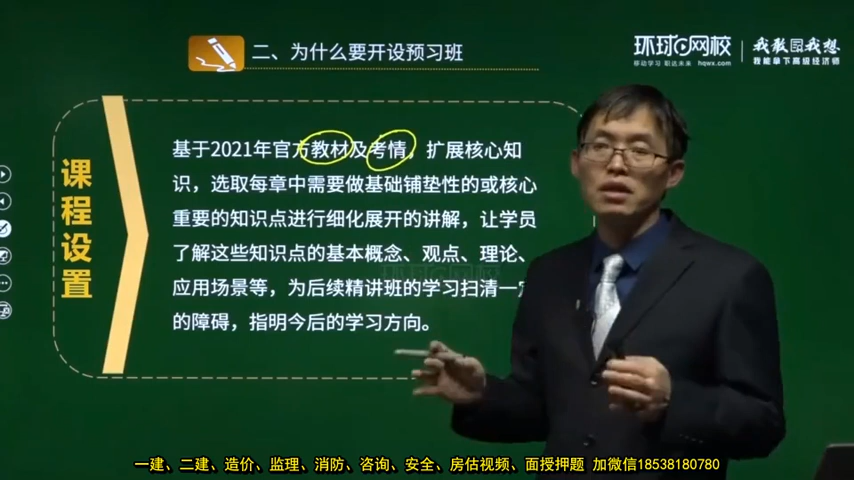 二、为什么要开设预习班
环球网校
移动学习 职达未来 hqwx.com
我敢因我想
我能拿下高级经济师
课程设置
基于2021年官方教材及考情，扩展核心知
识，选取每章中需要做基础铺垫性的或核心
重要的知识点进行细化展开的讲解，让学员
了解这些知识点的基本概念、观点、理论、
应用场景等，为后续精讲班的学习扫清一定
的障碍，指明今后的学习方向。
环球网校
一建、二建、造价、监理、消防、咨询、安全、房估视频、面授押题 加微信18538180780